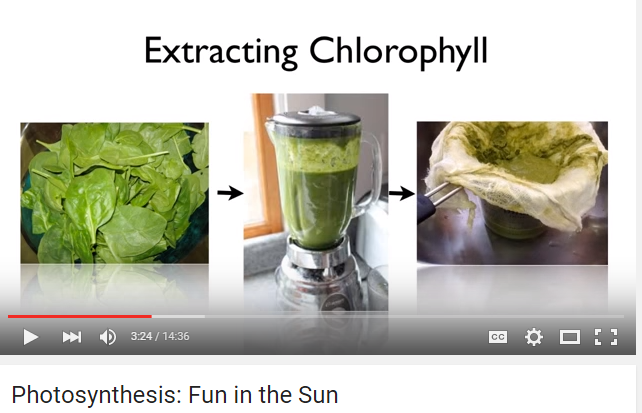 Extracting Chlorophyll
3:24 / 14:36
CC
Photosynthesis: Fun in the Sun